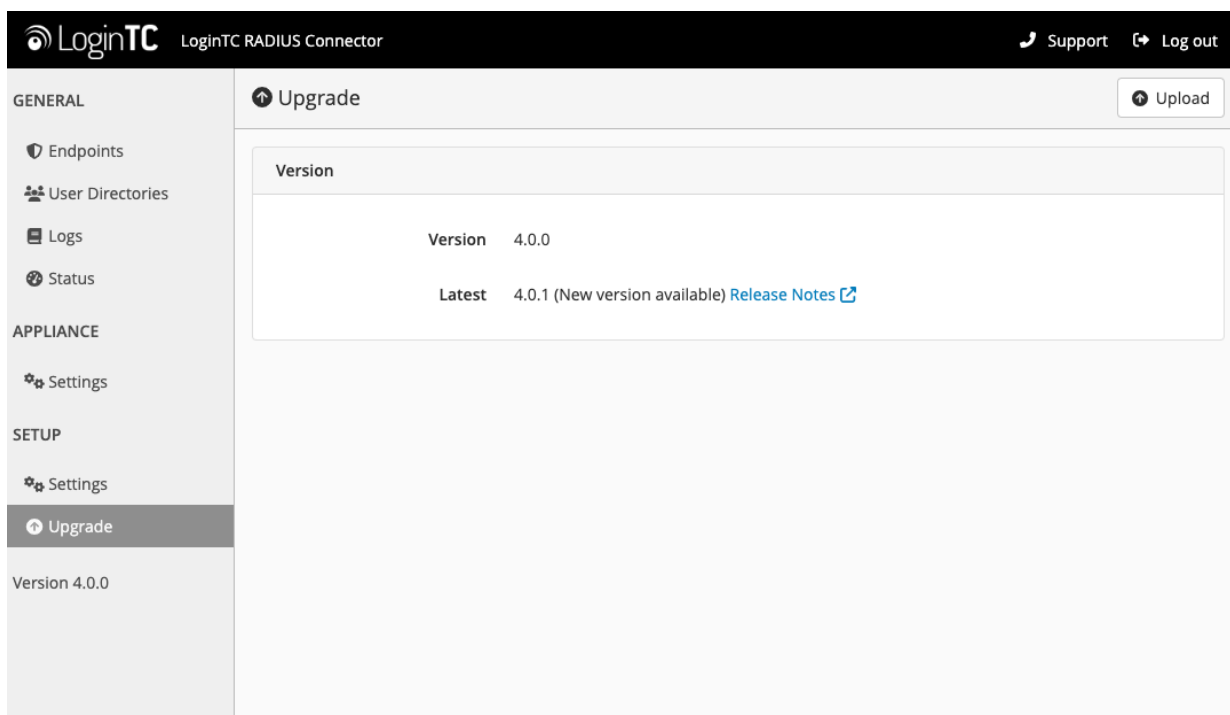 LoginTC LoginTC RADIUS Connector Support Log out
GENERAL
Endpoints
User Directories
Logs
Status
APPLIANCE
Settings
SETUP
Settings
Upgrade
Version 4.0.0
Upgrade Upload
Version
Version 4.0.0
Latest 4.0.1 (New version available) Release Notes